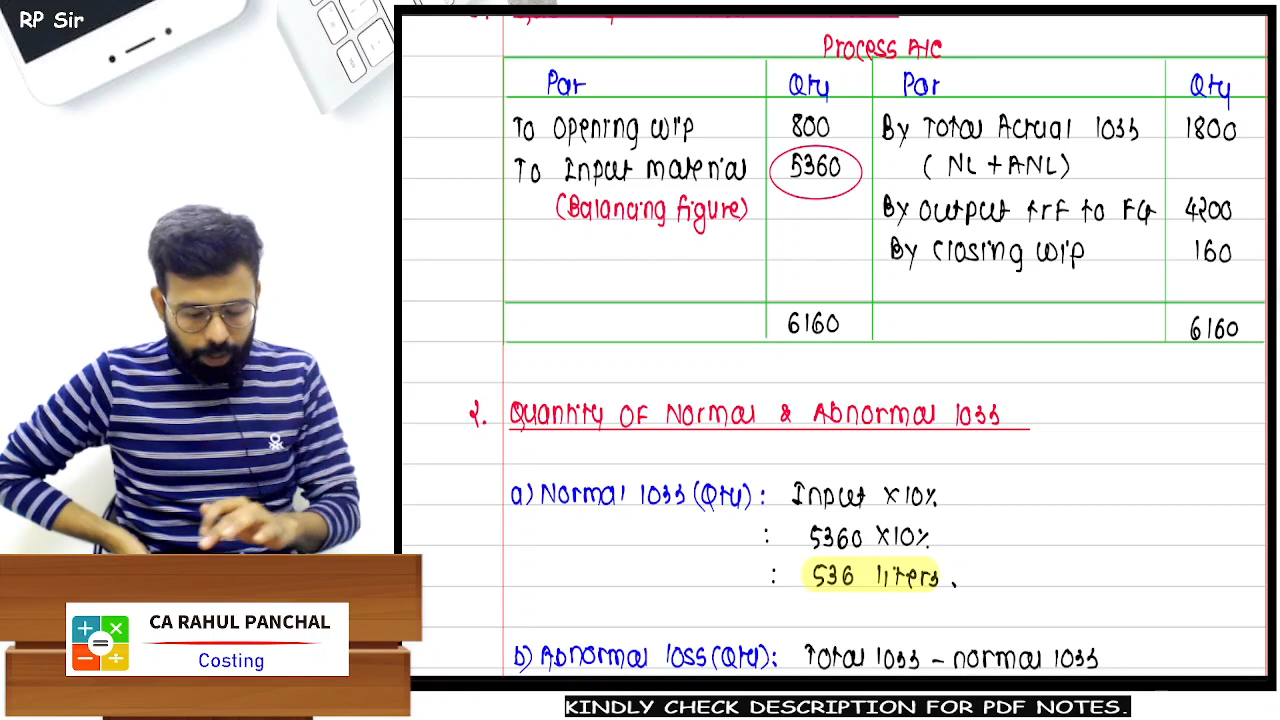 RP Sir
Process A/C
Par Qty Par Qty
To Opening wip 800 By Total Actual loss 1800
To Input material 5360 ( NL + ANL)
(Balancing figure) By output trf to FG 4200
By closing wip 160
6160 6160
2. Quantity OF Normal & Abnormal loss
a) Normal loss (Qty) : Input ×10%
: 5360 ×10%
: 536 liters.
b) Abnormal loss (Qty): Total loss - normal loss
CA RAHUL PANCHAL
Costing
KINDLY CHECK DESCRIPTION FOR PDF NOTES.